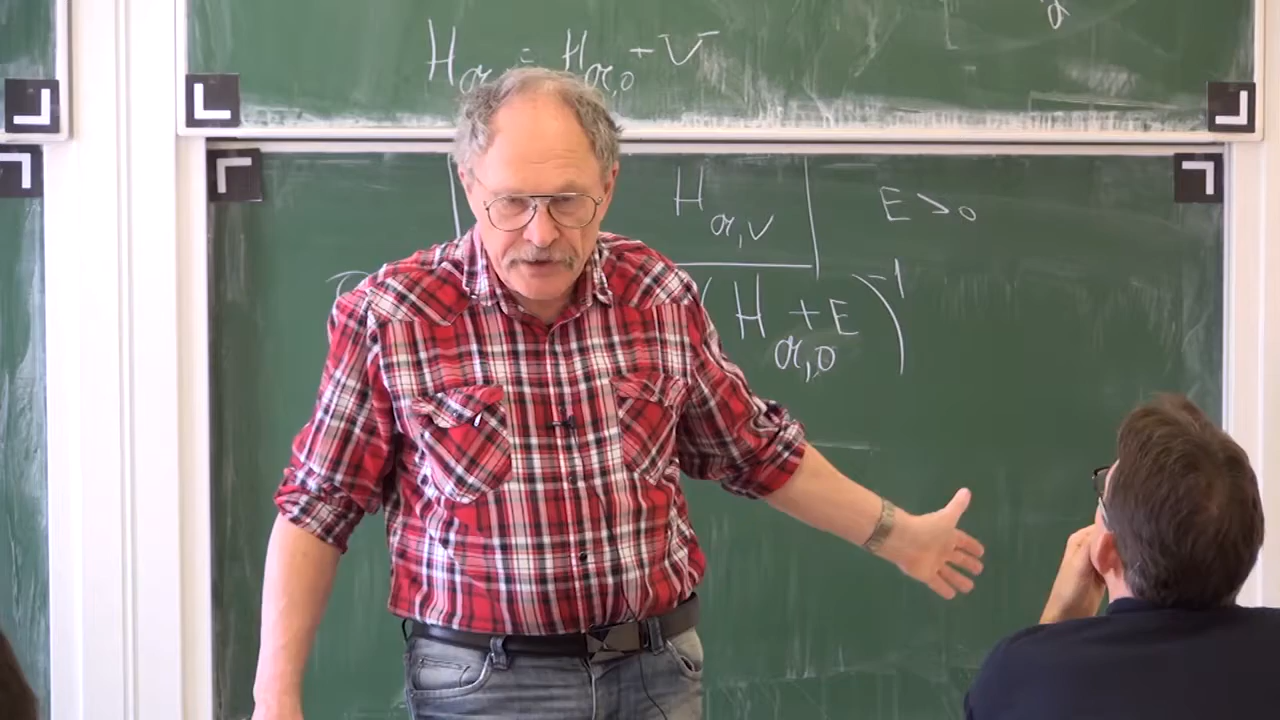 H_α = H_α,0 + V
H_α,V
E > 0
(H_α,0 + E)^-1